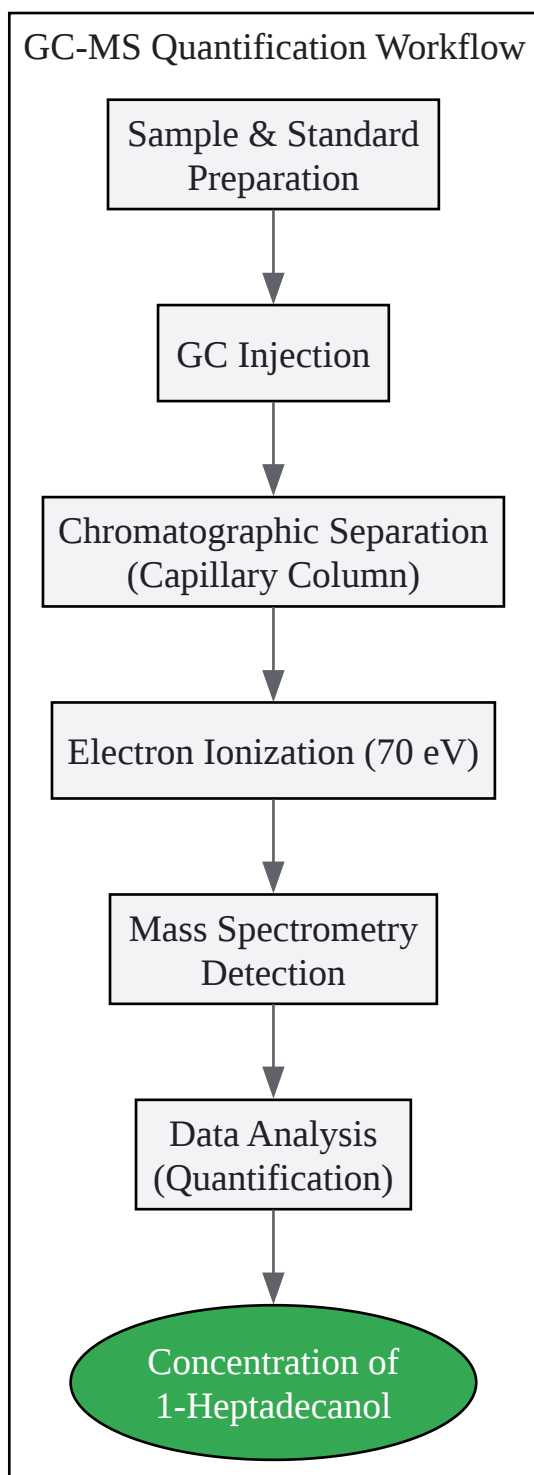 GC-MS Quantification Workflow
Sample & Standard
Preparation
GC Injection
Chromatographic Separation
(Capillary Column)
Electron Ionization (70 eV)
Mass Spectrometry
Detection
Data Analysis
(Quantification)
Concentration of
1-Heptadecanol